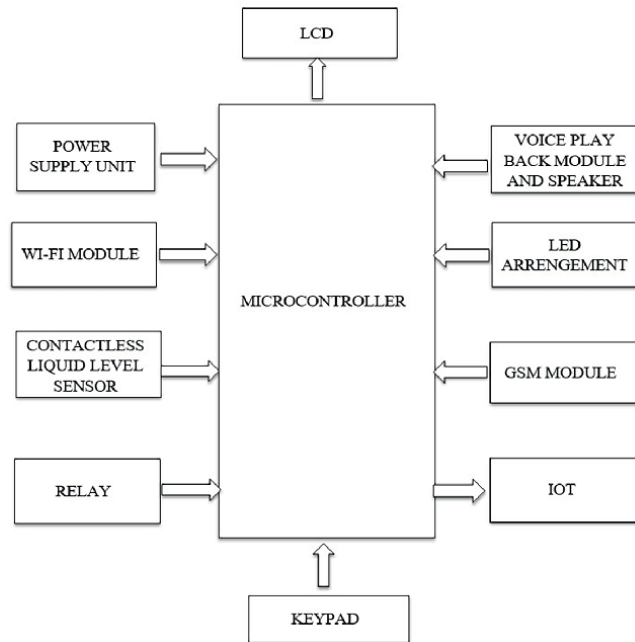 LCD
POWER
SUPPLY UNIT
VOICE PLAY
BACK MODULE
AND SPEAKER
WI-FI MODULE
LED
ARRENGEMENT
MICROCONTROLLER
CONTACTLESS
LIQUID LEVEL
SENSOR
GSM MODULE
RELAY
IOT
KEYPAD